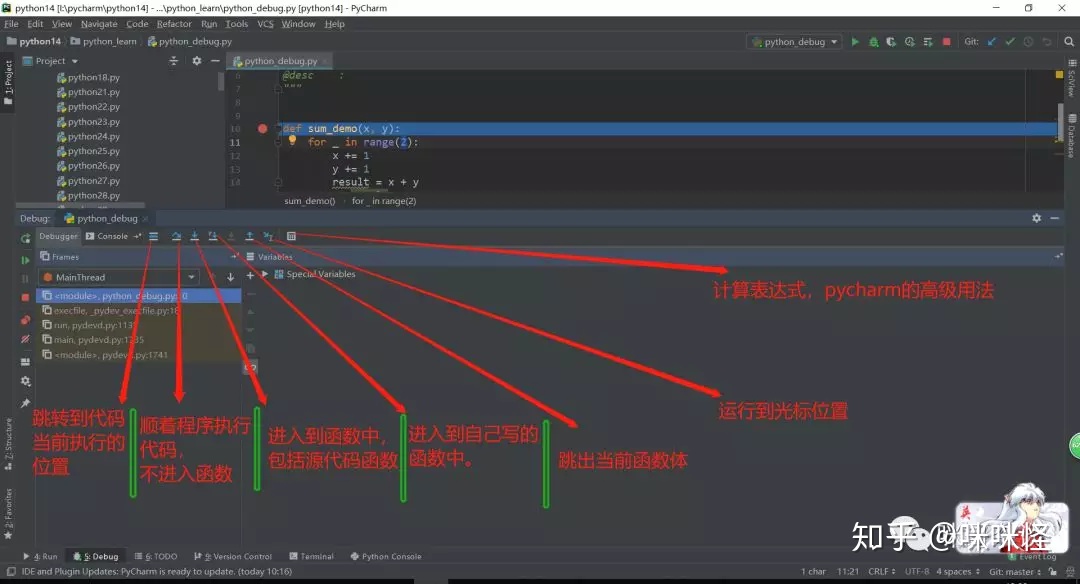 python14 [t:\pycharm\python14] - ...\python_learn\python_debug.py [python14] - PyCharm
File Edit View Navigate Code Refactor Run Tools VCS Window Help
python14 python_learn python_debug.py
python_debug
Git:
1: Project
Project
python_debug.py
SciView
Database
python18.py
python21.py
python22.py
python23.py
python24.py
python25.py
python26.py
python27.py
python28.py
6 @desc :
7 """
8
9
10 def sum_demo(x, y):
11 for _ in range(2):
12 x += 1
13 y += 1
14 result = x + y
sum_demo() for _ in range(2)
Debug: python_debug
Debugger Console
Frames
Variables
MainThread
Special Variables
<module>, python_debug.py:
execfile, _pydev_execfile.py:18
run, pydevd.py:113
main, pydevd.py:1735
<module>, pydevd.py:1741
计算表达式，pycharm的高级用法
运行到光标位置
跳转到代码
当前执行的
位置
顺着程序执行
代码，
不进入函数
进入到函数中，
包括源代码函数
进入到自己写的
函数中。
跳出当前函数体
Z: Structure
2: Favorites
知乎 @咪咪怪
英
4: Run 5: Debug 6: TODO 9: Version Control Terminal Python Console
Event Log
IDE and Plugin Updates: PyCharm is ready to update. (today 10:16)
1 char 11:21 CRLF UTF-8 4 spaces Git: master